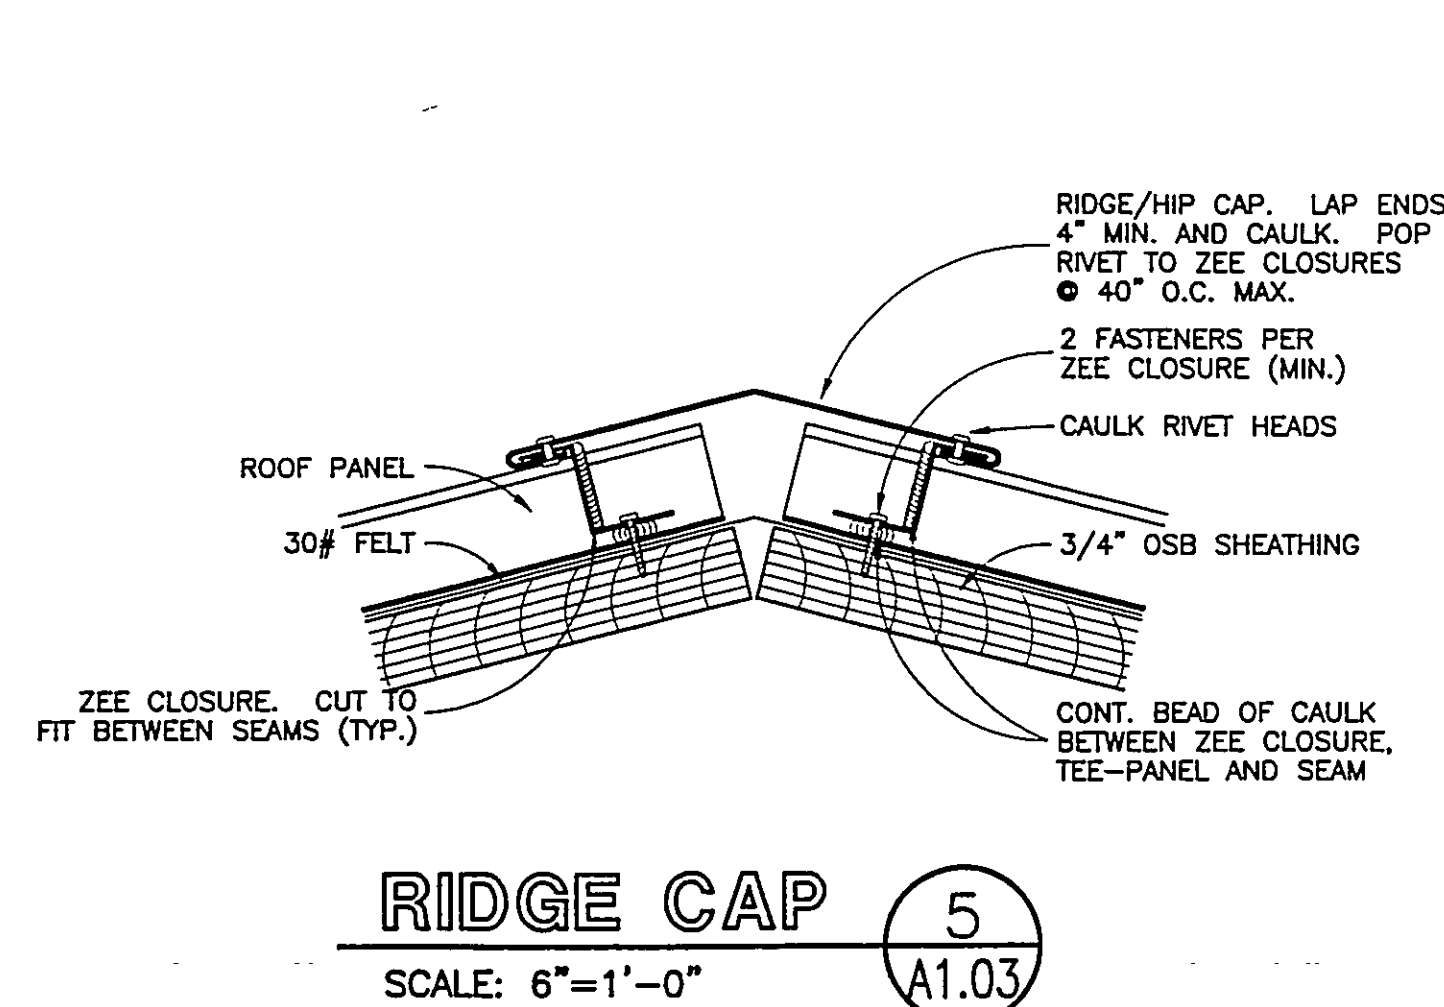 RIDGE/HIP CAP. LAP ENDS
4" MIN. AND CAULK. POP
RIVET TO ZEE CLOSURES
@ 40" O.C. MAX.
2 FASTENERS PER
ZEE CLOSURE (MIN.)
CAULK RIVET HEADS
ROOF PANEL
30# FELT
3/4" OSB SHEATHING
ZEE CLOSURE. CUT TO
FIT BETWEEN SEAMS (TYP.)
CONT. BEAD OF CAULK
BETWEEN ZEE CLOSURE,
TEE-PANEL AND SEAM
RIDGE CAP
5
SCALE: 6"=1'-0"
A1.03